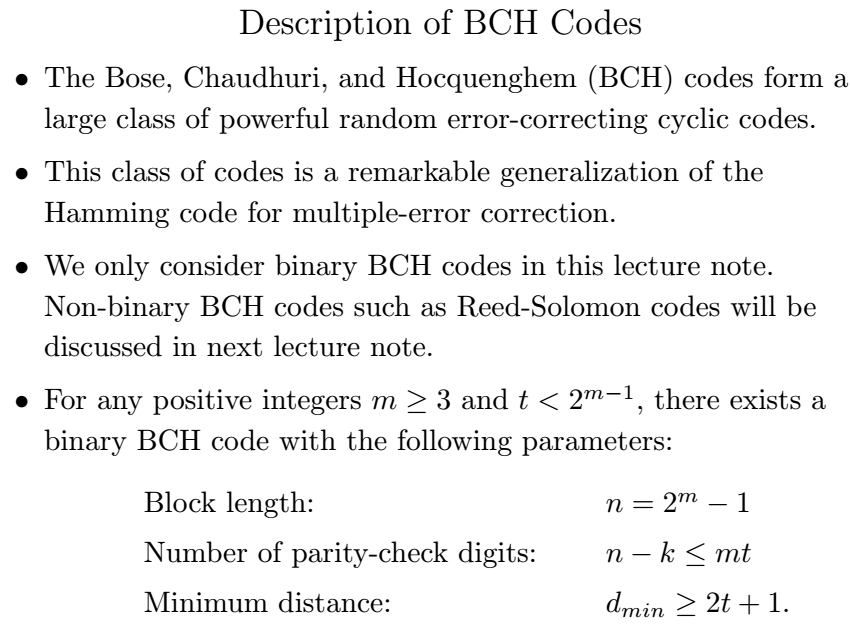 Description of BCH Codes
• The Bose, Chaudhuri, and Hocquenghem (BCH) codes form a
large class of powerful random error-correcting cyclic codes.
• This class of codes is a remarkable generalization of the
Hamming code for multiple-error correction.
• We only consider binary BCH codes in this lecture note.
Non-binary BCH codes such as Reed-Solomon codes will be
discussed in next lecture note.
• For any positive integers m ≥ 3 and t < 2^{m−1}, there exists a
binary BCH code with the following parameters:
Block length: n = 2^m − 1
Number of parity-check digits: n − k ≤ mt
Minimum distance: d_{min} ≥ 2t + 1.